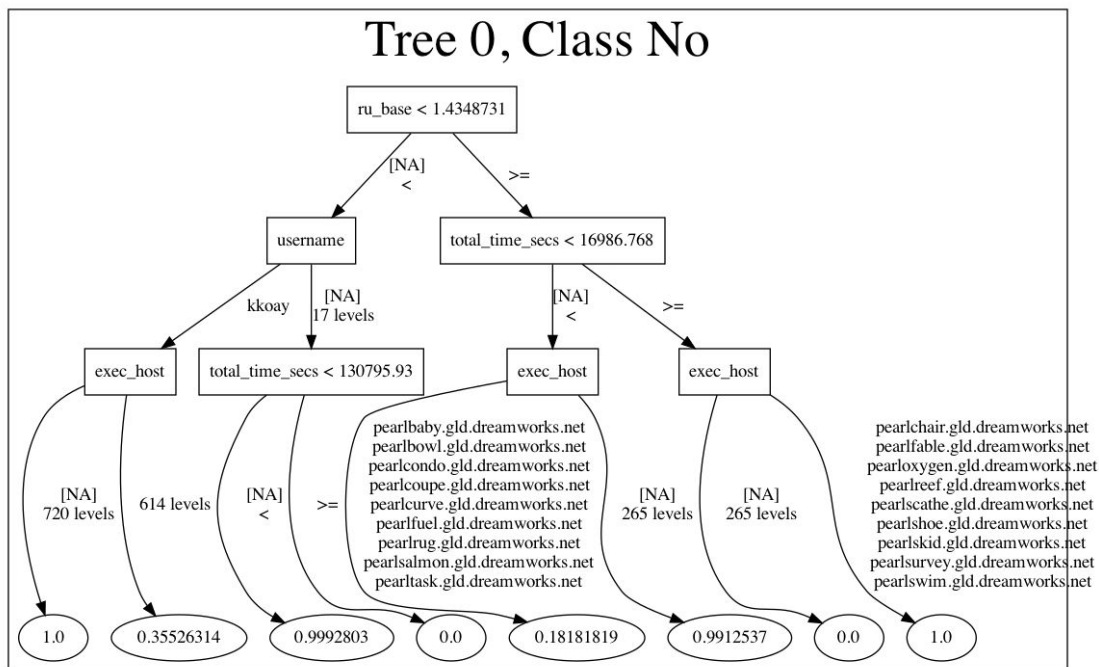 Tree 0, Class No
ru_base < 1.4348731
[NA]
<
>=
username
total_time_secs < 16986.768
kkoay
[NA]
17 levels
[NA]
<
>=
exec_host
total_time_secs < 130795.93
exec_host
exec_host
[NA]
720 levels
614 levels
[NA]
<
>=
pearlbaby.gld.dreamworks.net
pearlbowl.gld.dreamworks.net
pearlcondo.gld.dreamworks.net
pearlcoupe.gld.dreamworks.net
pearlcurve.gld.dreamworks.net
pearlfuel.gld.dreamworks.net
pearlrug.gld.dreamworks.net
pearlsalmon.gld.dreamworks.net
pearltask.gld.dreamworks.net
[NA]
265 levels
[NA]
265 levels
pearlchair.gld.dreamworks.net
pearlfable.gld.dreamworks.net
pearloxygen.gld.dreamworks.net
pearlreef.gld.dreamworks.net
pearlscathe.gld.dreamworks.net
pearlshoe.gld.dreamworks.net
pearlskid.gld.dreamworks.net
pearlsurvey.gld.dreamworks.net
pearlswim.gld.dreamworks.net
1.0
0.35526314
0.9992803
0.0
0.18181819
0.9912537
0.0
1.0